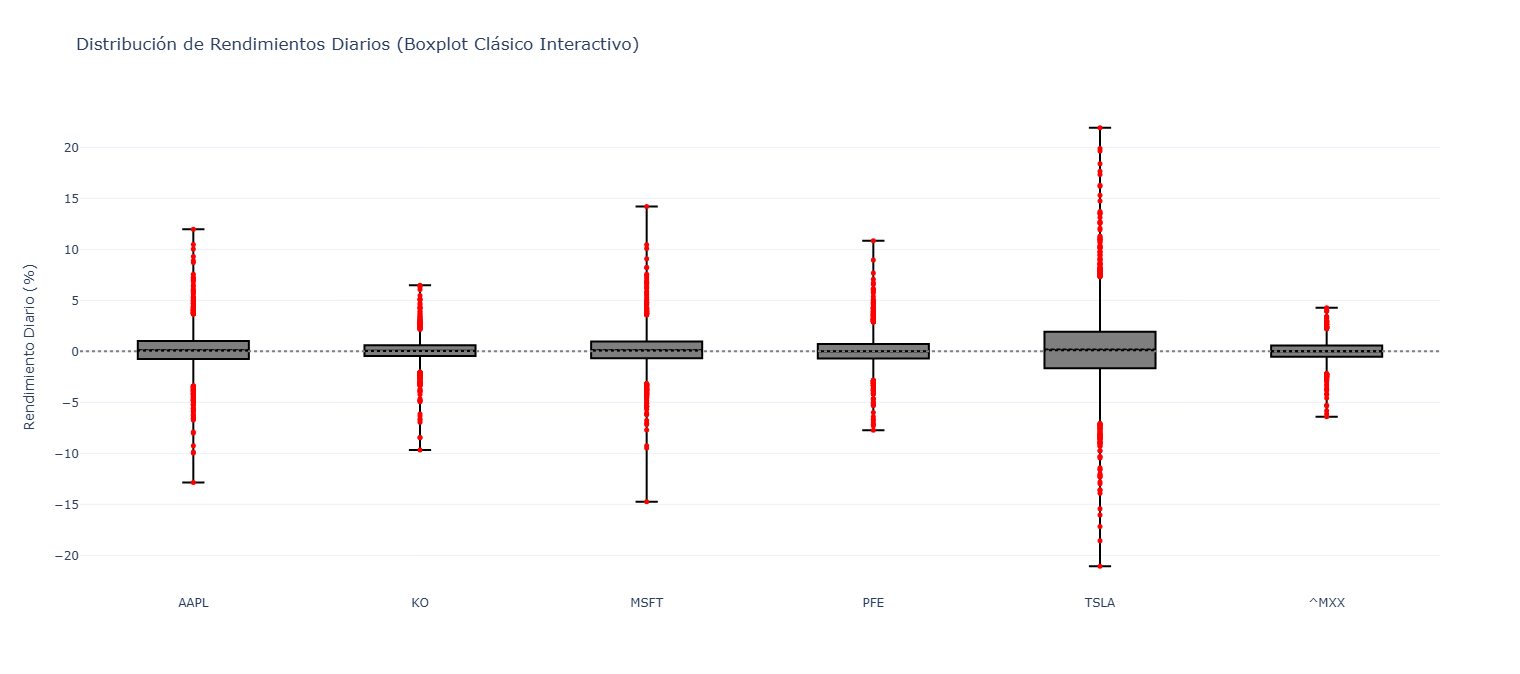 Distribución de Rendimientos Diarios (Boxplot Clásico Interactivo)
Rendimiento Diario (%)
20
15
10
5
0
−5
−10
−15
−20
AAPL
KO
MSFT
PFE
TSLA
^MXX